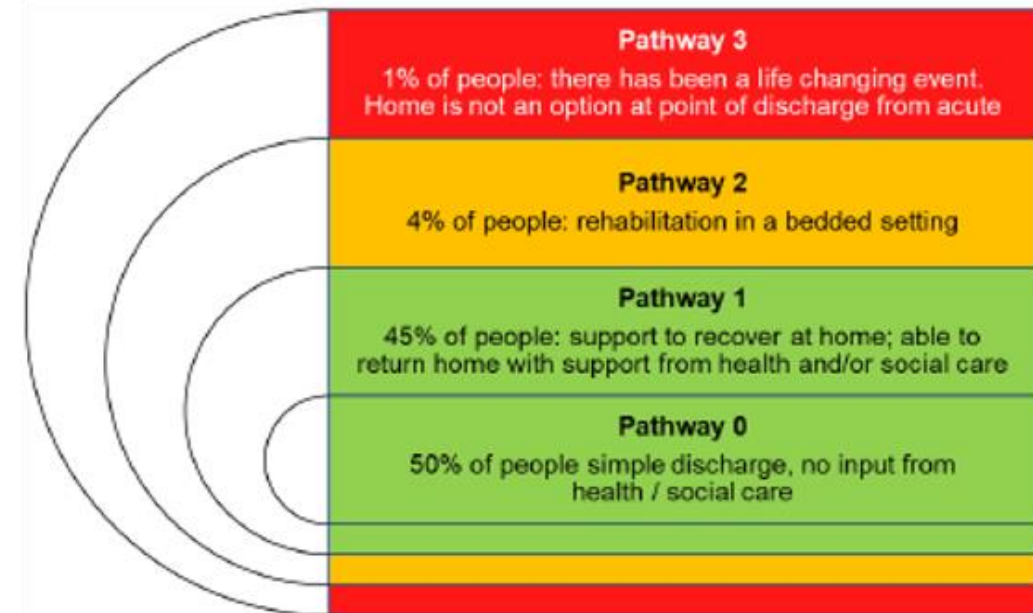 Pathway 3
1% of people: there has been a life changing event.
Home is not an option at point of discharge from acute
Pathway 2
4% of people: rehabilitation in a bedded setting
Pathway 1
45% of people: support to recover at home; able to
return home with support from health and/or social care
Pathway 0
50% of people simple discharge, no input from
health / social care